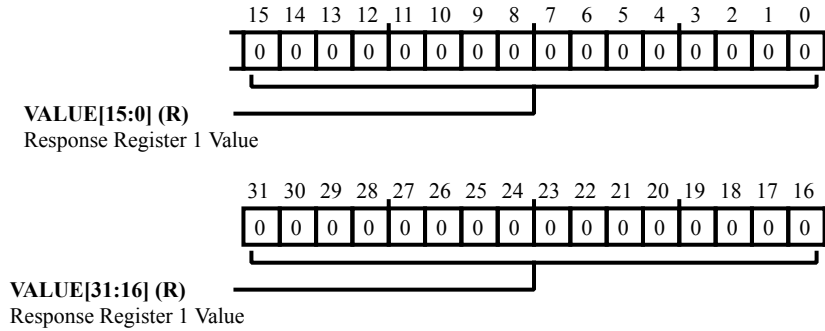 15 14 13 12 11 10 9 8 7 6 5 4 3 2 1 0
0 0 0 0 0 0 0 0 0 0 0 0 0 0 0 0
VALUE[15:0] (R)
Response Register 1 Value
31 30 29 28 27 26 25 24 23 22 21 20 19 18 17 16
0 0 0 0 0 0 0 0 0 0 0 0 0 0 0 0
VALUE[31:16] (R)
Response Register 1 Value